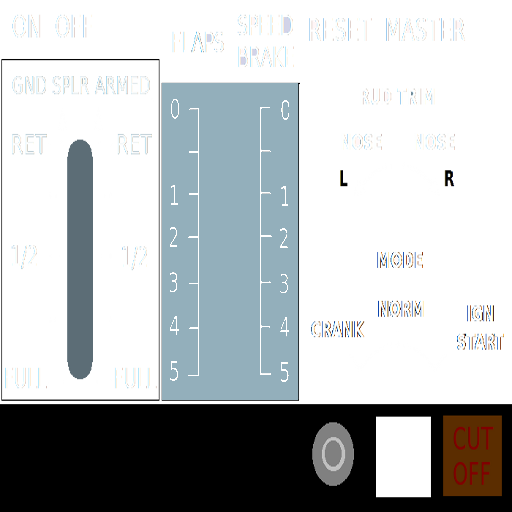 ON OFF
FLAPS
SPEED
BRAKE
RESET MASTER
GND SPLR ARMED
RUD TRIM
RET RET
NOSE NOSE
L R
1/2 1/2
FULL FULL
0 0
1 1
2 2
3 3
4 4
5 5
MODE
NORM
CRANK
IGN
START
CUT
OFF